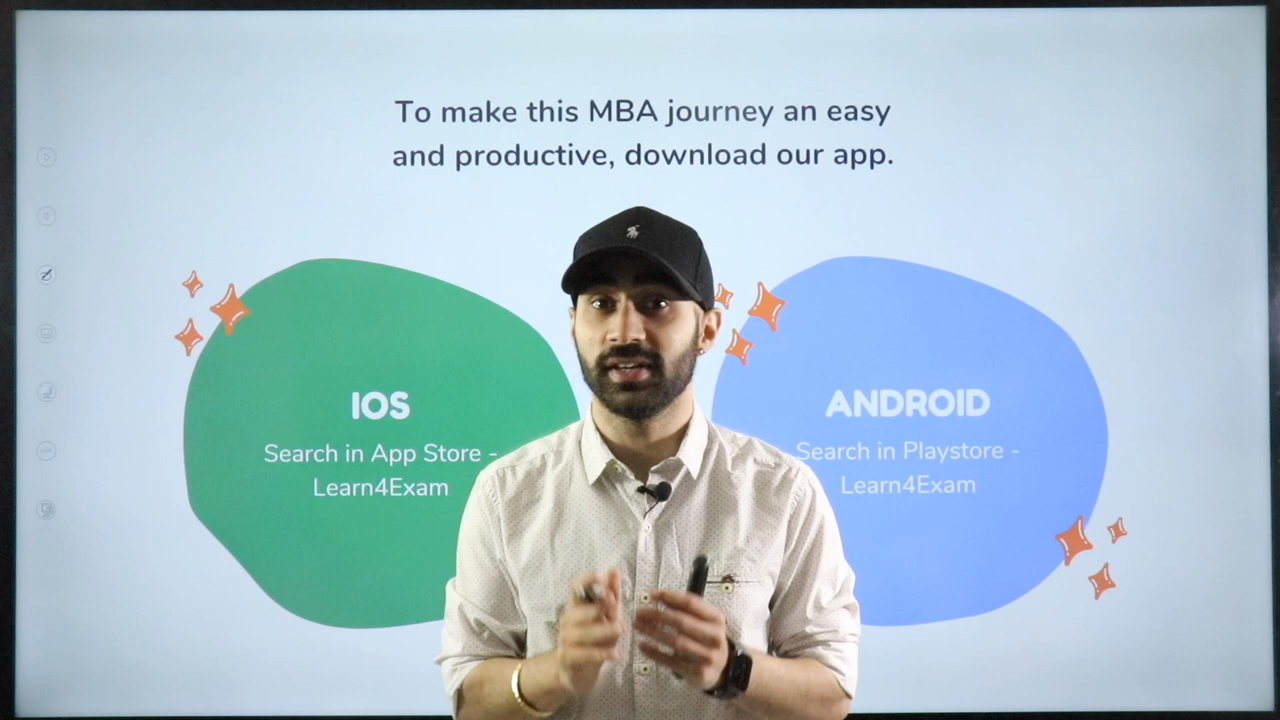 To make this MBA journey an easy
and productive, download our app.
IOS
Search in App Store -
Learn4Exam
ANDROID
Search in Playstore -
Learn4Exam